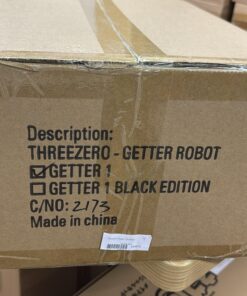 Description:
THREEZERO - GETTER ROBOT
☑ GETTER 1
☐ GETTER 1 BLACK EDITION
C/NO: 2173
Made in china